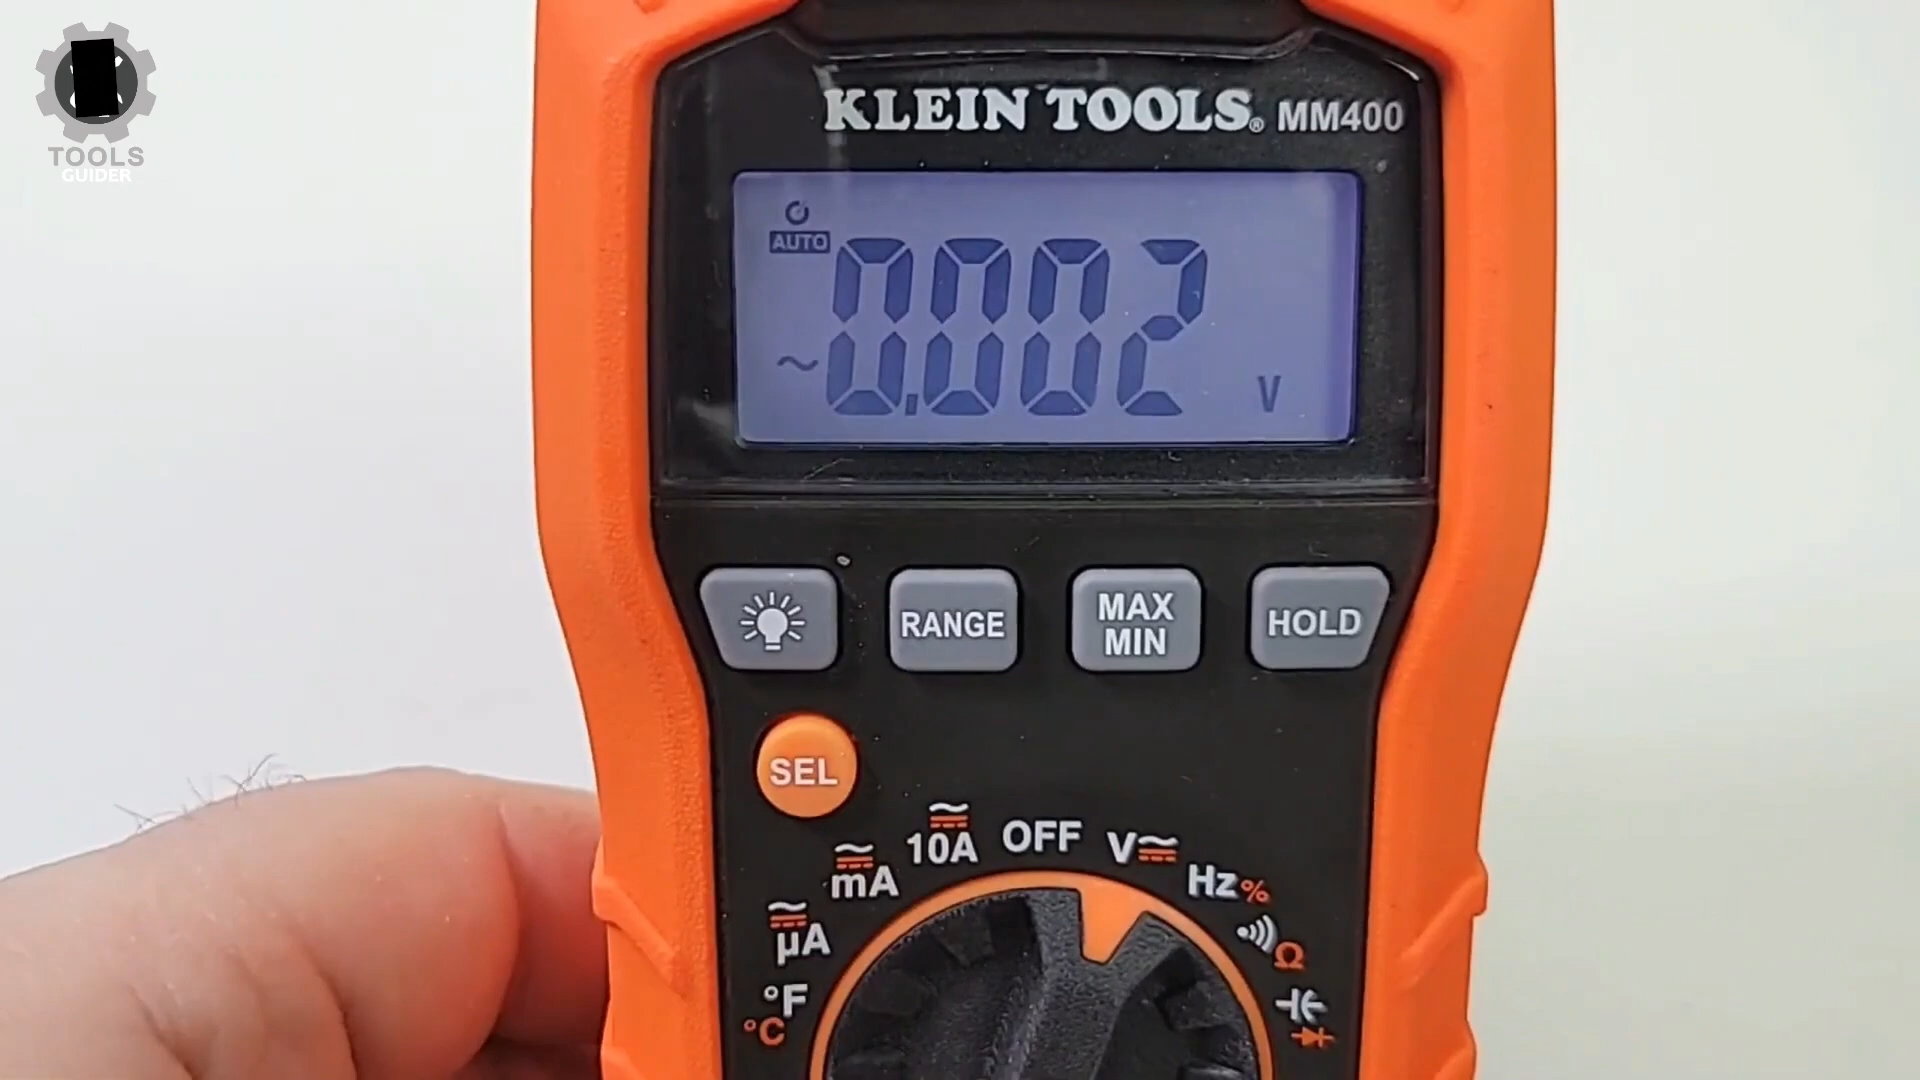 TOOLS
GUIDER
KLEIN TOOLS® MM400
AUTO
~0.002 V
RANGE
MAX
MIN
HOLD
SEL
°F
°C
µA
mA
10A
OFF
V
Hz%
Ω